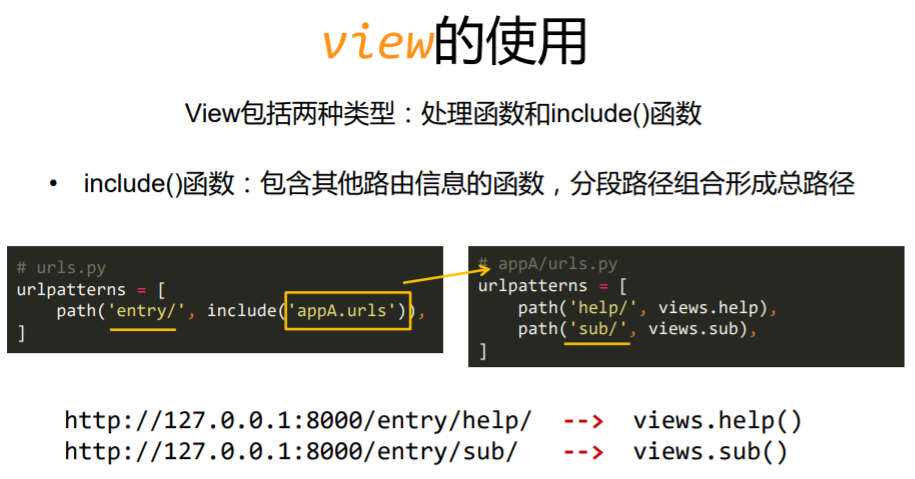 view的使用
View包括两种类型：处理函数和include()函数
• include()函数：包含其他路由信息的函数，分段路径组合形成总路径
# urls.py
urlpatterns = [
    path('entry/', include('appA.urls')),
]
# appA/urls.py
urlpatterns = [
    path('help/', views.help),
    path('sub/', views.sub),
]
http://127.0.0.1:8000/entry/help/ --> views.help()
http://127.0.0.1:8000/entry/sub/ --> views.sub()